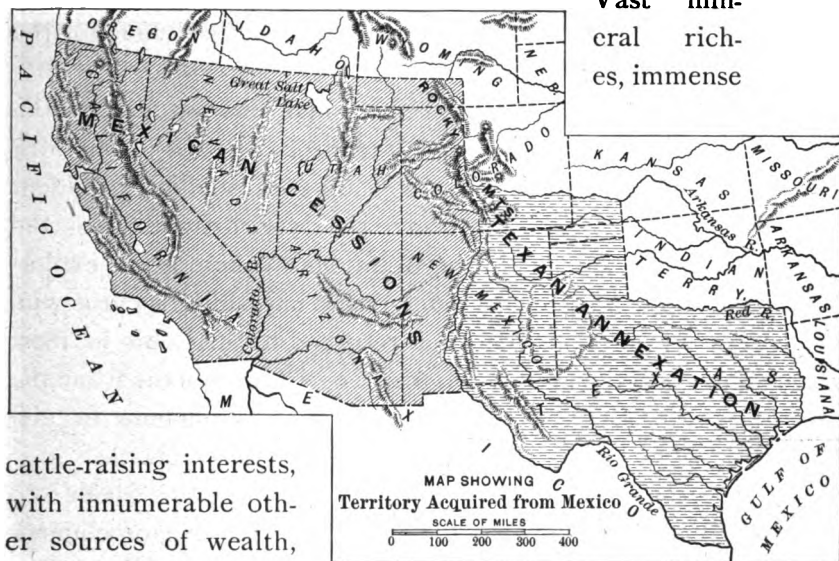 Vast min-
eral rich-
es, immense
OREGON
IDAHO
WYOMING
NEB.
PACIFIC OCEAN
Great Salt
Lake
ROCKY MTS.
MEXICAN CESSIONS
CALIFORNIA
NEVADA
UTAH
COLORADO
KANSAS
MISSOURI
Arkansas R.
INDIAN
TERRY.
ARKANSAS
Colorado R.
ARIZONA
NEW MEXICO
TEXAN ANNEXATION
Red R.
LOUISIANA
TEXAS
MEXICO
Rio Grande
GULF OF
MEXICO
cattle-raising interests,
with innumerable oth-
er sources of wealth,
MAP SHOWING
Territory Acquired from Mexico
SCALE OF MILES
0 100 200 300 400